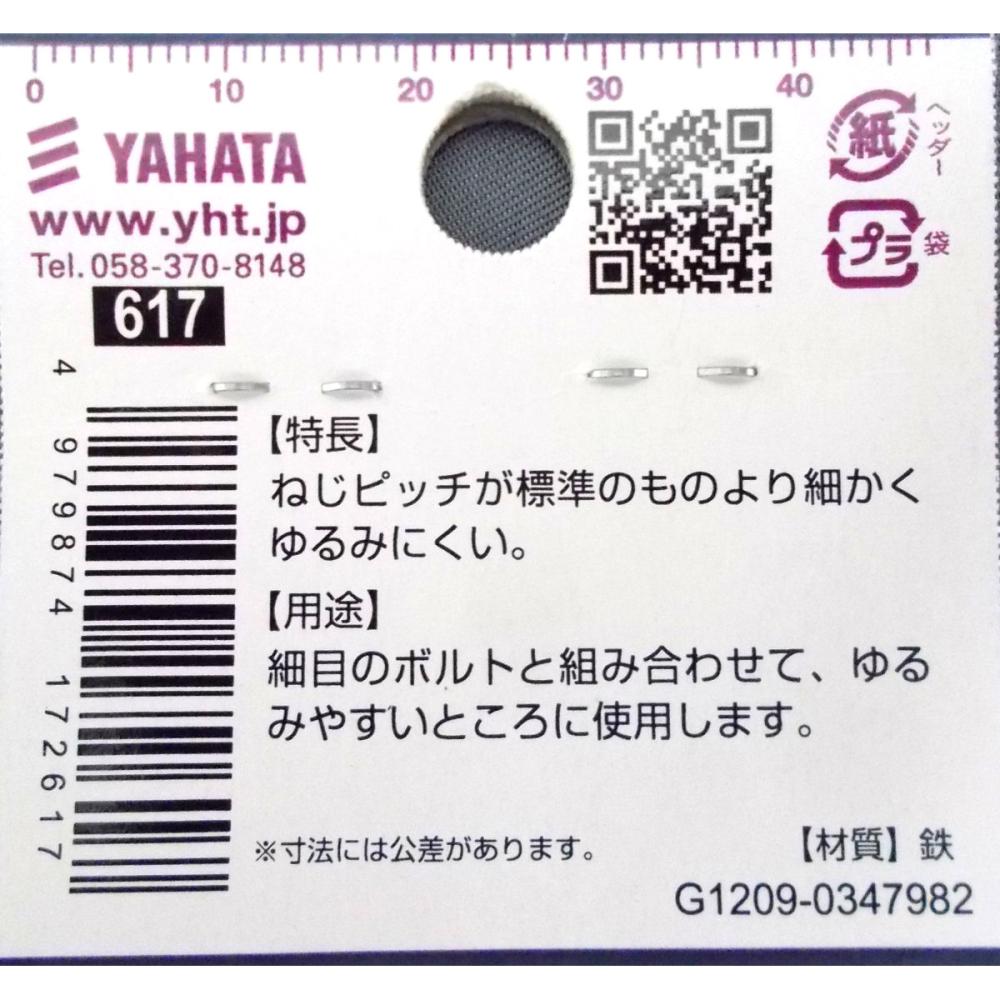 0 10 20 30 40
YAHATA
www.yht.jp
Tel.058-370-8148
617
紙
ヘッダー
プラ
袋
4 979874 172617
【特長】
ねじピッチが標準のものより細かく
ゆるみにくい。
【用途】
細目のボルトと組み合わせて、ゆる
みやすいところに使用します。
※寸法には公差があります。
【材質】鉄
G1209-0347982